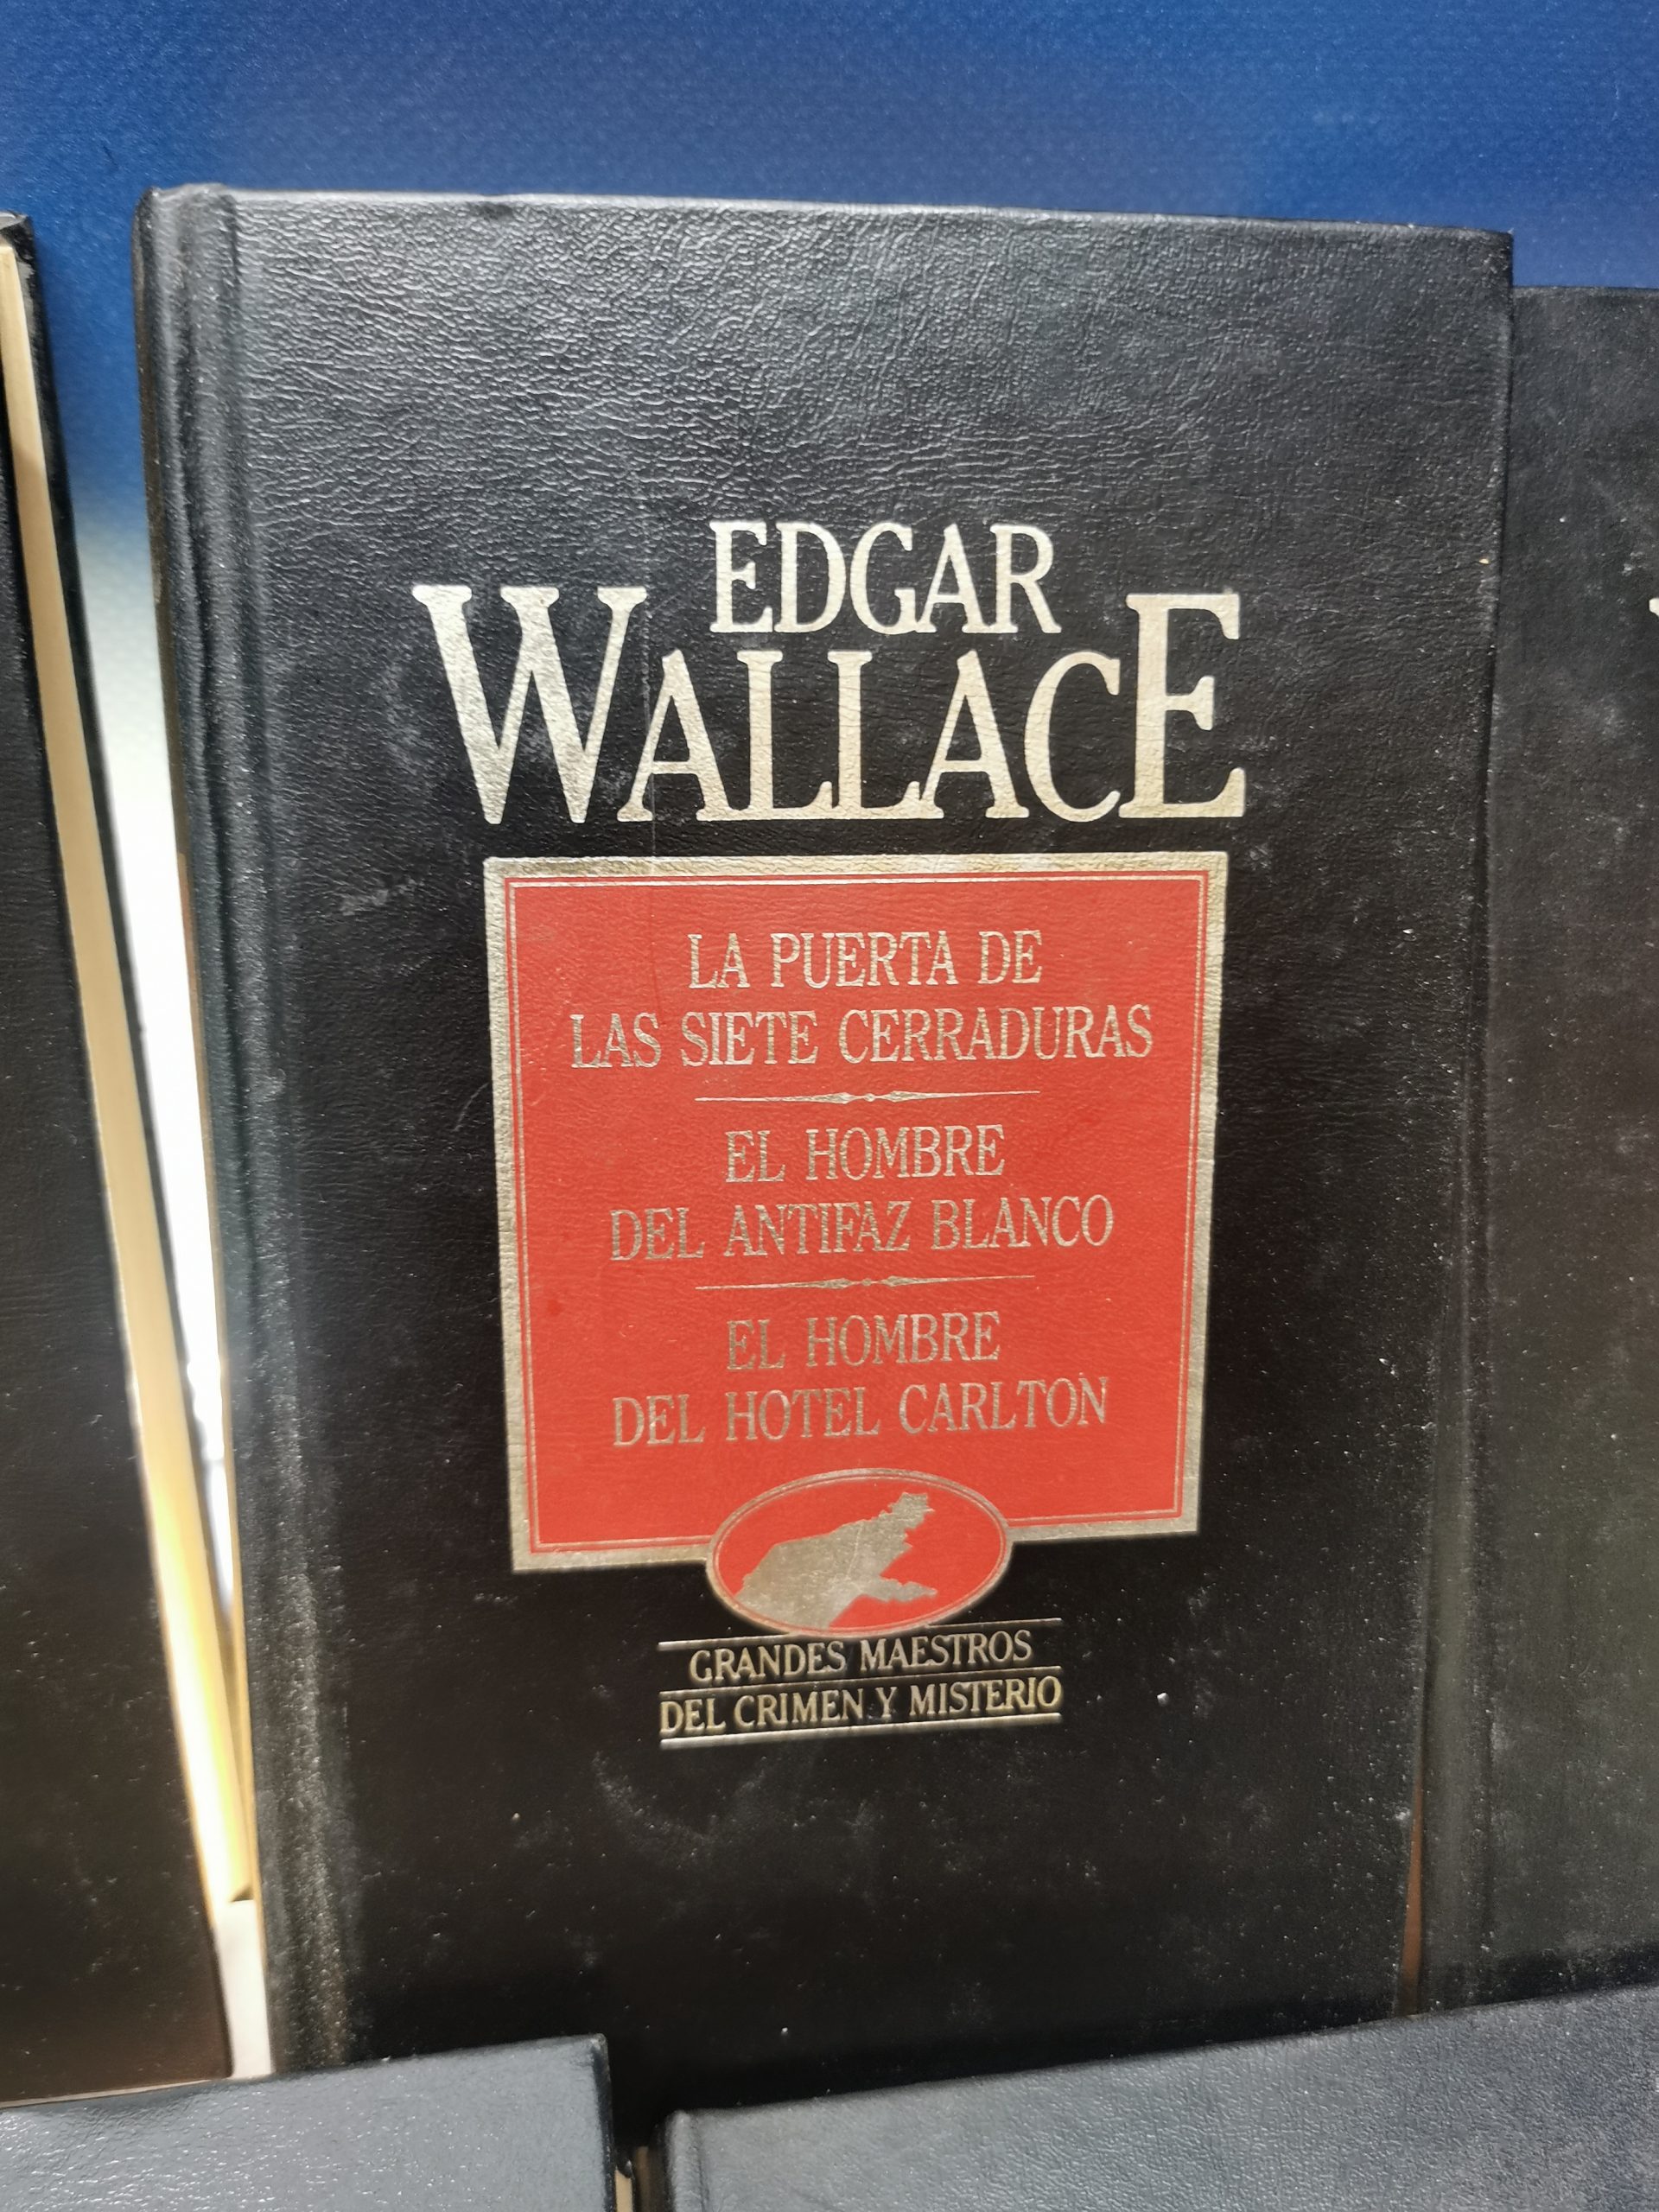 EDGAR
WALLACE
LA PUERTA DE
LAS SIETE CERRADURAS
EL HOMBRE
DEL ANTIFAZ BLANCO
EL HOMBRE
DEL HOTEL CARLTON
GRANDES MAESTROS
DEL CRIMEN Y MISTERIO